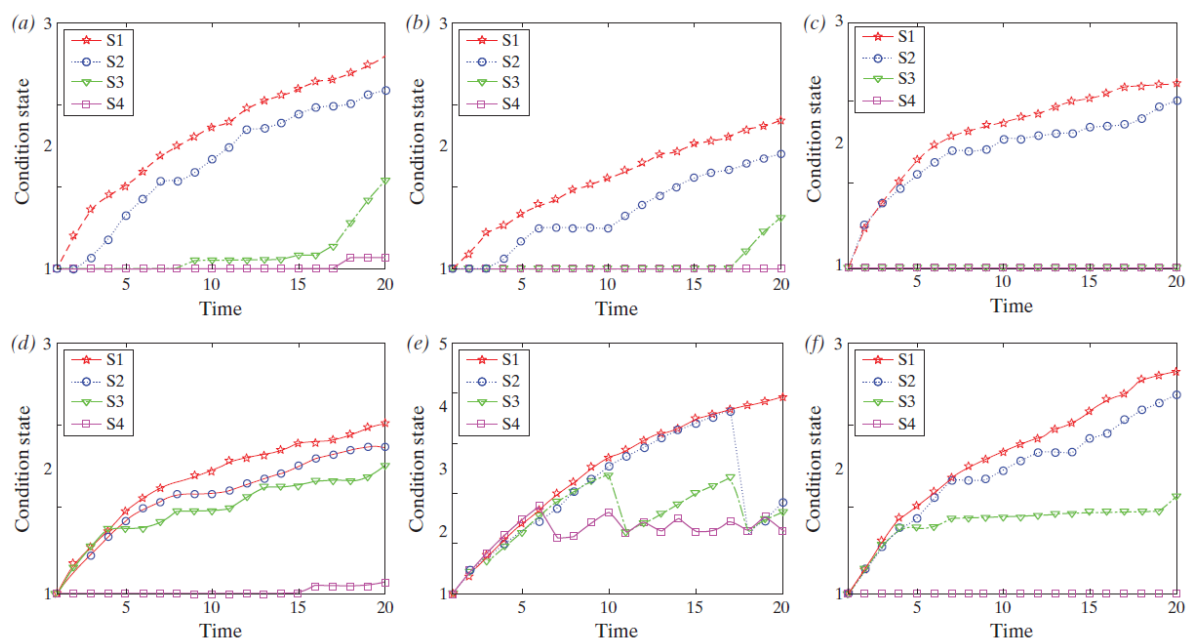 (a)
3
2
1
Condition state
S1
S2
S3
S4
5
10
15
20
Time
(b)
3
2
1
Condition state
S1
S2
S3
S4
5
10
15
20
Time
(c)
3
2
1
Condition state
S1
S2
S3
S4
5
10
15
20
Time
(d)
3
2
1
Condition state
S1
S2
S3
S4
5
10
15
20
Time
(e)
5
4
3
2
1
Condition state
S1
S2
S3
S4
5
10
15
20
Time
(f)
3
2
1
Condition state
S1
S2
S3
S4
5
10
15
20
Time